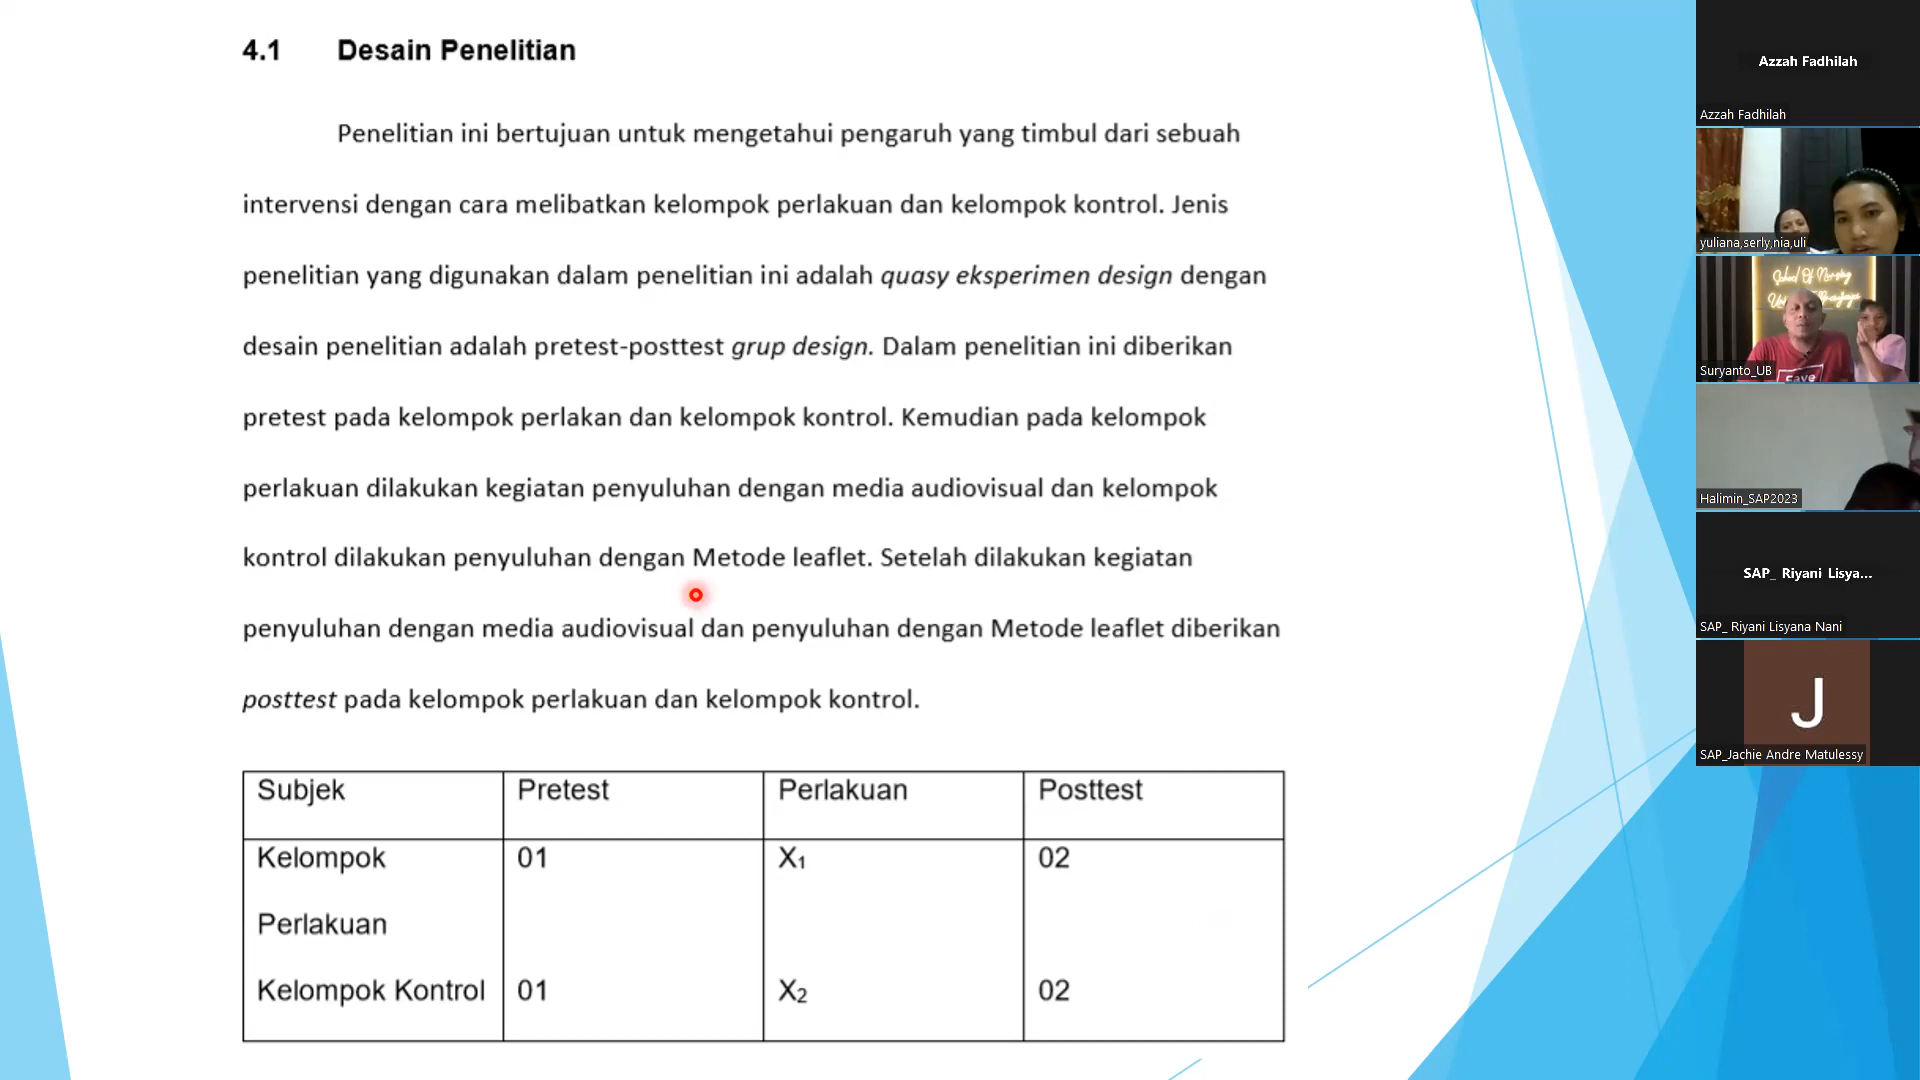 4.1 Desain Penelitian
Penelitian ini bertujuan untuk mengetahui pengaruh yang timbul dari sebuah
intervensi dengan cara melibatkan kelompok perlakuan dan kelompok kontrol. Jenis
penelitian yang digunakan dalam penelitian ini adalah quasy eksperimen design dengan
desain penelitian adalah pretest-posttest grup design. Dalam penelitian ini diberikan
pretest pada kelompok perlakan dan kelompok kontrol. Kemudian pada kelompok
perlakuan dilakukan kegiatan penyuluhan dengan media audiovisual dan kelompok
kontrol dilakukan penyuluhan dengan Metode leaflet. Setelah dilakukan kegiatan
penyuluhan dengan media audiovisual dan penyuluhan dengan Metode leaflet diberikan
posttest pada kelompok perlakuan dan kelompok kontrol.
Subjek Pretest Perlakuan Posttest
Kelompok 01 X₁ 02
Perlakuan
Kelompok Kontrol 01 X₂ 02
Azzah Fadhilah
Azzah Fadhilah
yuliana,serly,nia,uli
School Of Nursing
Suryanto_UB
Halimin_SAP2023
SAP_ Riyani Lisya...
SAP_ Riyani Lisyana Nani
J
SAP_Jachie Andre Matulessy